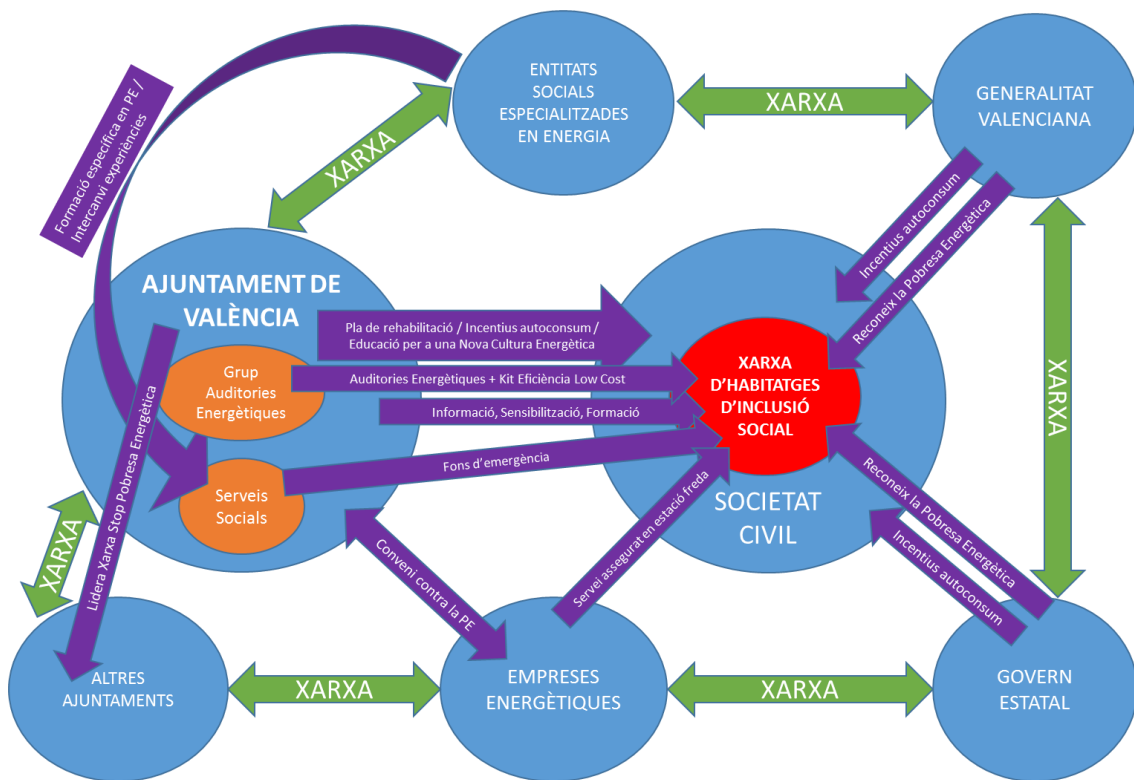 ENTITATS
SOCIALS
ESPECIALITZADES
EN ENERGIA
XARXA
GENERALITAT
VALENCIANA
Formació específica en PE /
Intercanvi experiències
XARXA
Incentius autoconsum
Reconeix la Pobresa Energètica
AJUNTAMENT DE
VALÈNCIA
Pla de rehabilitació / Incentius autoconsum /
Educació per a una Nova Cultura Energètica
Grup
Auditories
Energètiques
Auditories Energètiques + Kit Eficiència Low Cost
Informació, Sensibilització, Formació
XARXA
D’HABITATGES
D’INCLUSIÓ
SOCIAL
XARXA
Lidera Xarxa Stop Pobresa Energètica
Fons d’emergència
Serveis
Socials
SOCIETAT
CIVIL
Reconeix la Pobresa Energètica
Incentius autoconsum
XARXA
Conveni contra la PE
Servei assegurat en estació freda
ALTRES
AJUNTAMENTS
XARXA
EMPRESES
ENERGÈTIQUES
XARXA
GOVERN
ESTATAL